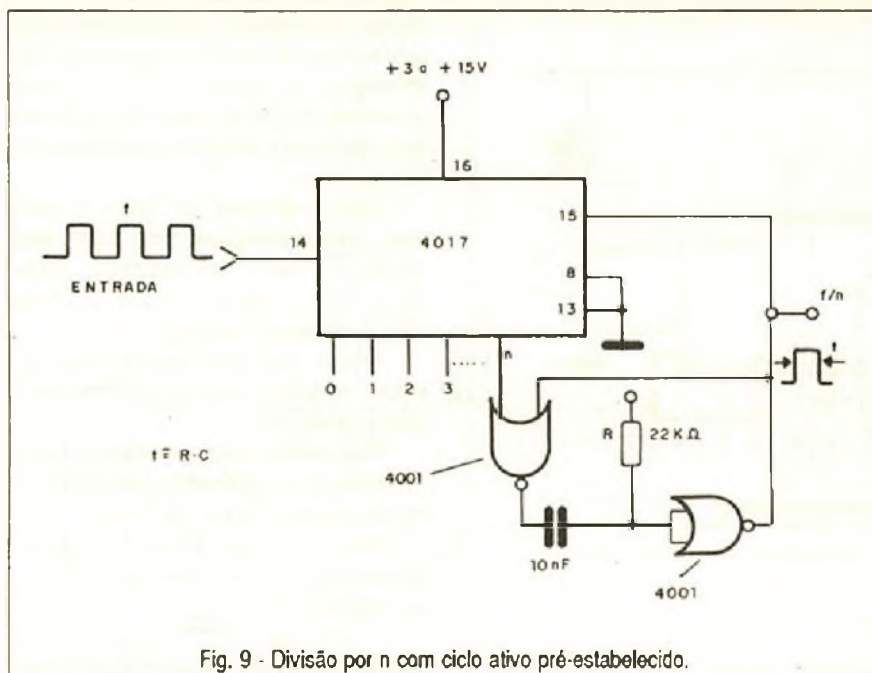 +3 a +15V
16
f
15
14
4017
8
f/n
ENTRADA
13
n
t
0 1 2 3 .....
R 22KΩ
t ≅ R·C
4001
10nF
4001
Fig. 9 - Divisão por n com ciclo ativo pré-estabelecido.